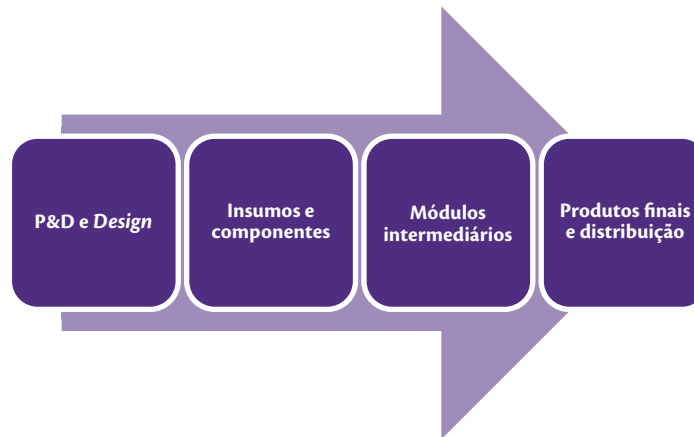 P&D e Design
Insumos e
componentes
Módulos
intermediários
Produtos finais
e distribuição